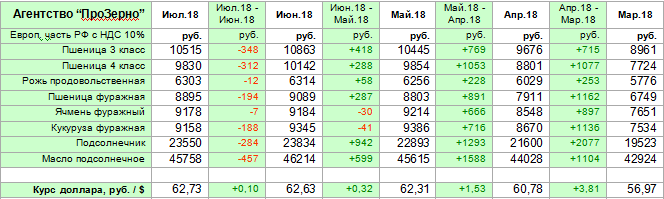 Агентство “ПроЗерно” Июл.18 Июл.18 - Июн.18 Июн.18 Июн.18 - Май.18 Май.18 Май.18 - Апр.18 Апр.18 Апр.18 - Мар.18 Мар.18
Европ. часть РФ с НДС 10% руб. руб. руб. руб. руб. руб. руб. руб. руб.
Пшеница 3 класс 10515 -348 10863 +418 10445 +769 9676 +715 8961
Пшеница 4 класс 9830 -312 10142 +288 9854 +1053 8801 +1077 7724
Рожь продовольственная 6303 -12 6314 +58 6256 +228 6029 +253 5776
Пшеница фуражная 8895 -194 9089 +287 8803 +891 7911 +1162 6749
Ячмень фуражный 9178 -7 9184 -30 9214 +666 8548 +897 7651
Кукуруза фуражная 9158 -188 9345 -41 9386 +716 8670 +1136 7534
Подсолнечник 23550 -284 23834 +942 22893 +1293 21600 +2077 19523
Масло подсолнечное 45758 -457 46214 +599 45615 +1588 44028 +1104 42924
Курс доллара, руб. / $ 62,73 +0,10 62,63 +0,32 62,31 +1,53 60,78 +3,81 56,97